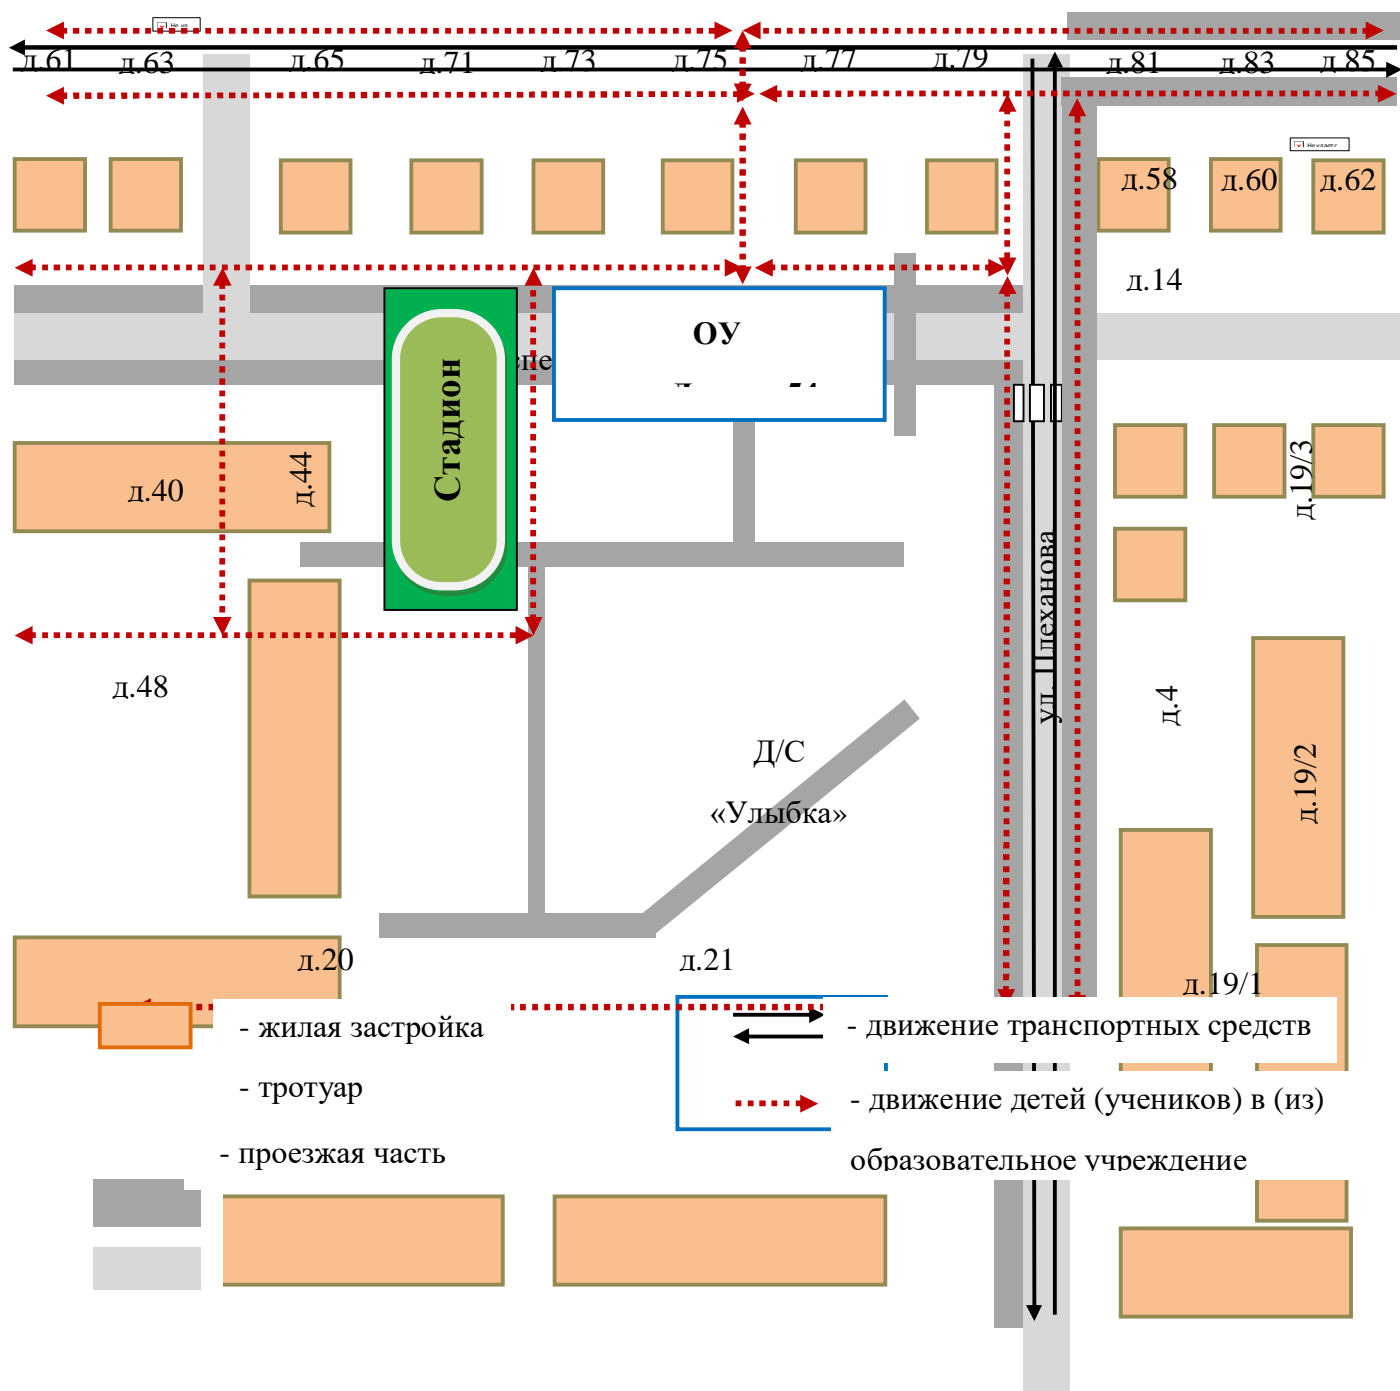 д.61
д.63
д.65
д.71
д.73
д.75
д.77
д.79
д.81
д.83
д.85
д.58
д.60
д.62
д.14
ОУ
спе
Стадион
д.40
д.44
д.19/3
ул. Плеханова
д.48
д.4
Д/С
«Улыбка»
д.19/2
д.20
д.21
д.19/1
- жилая застройка
- тротуар
- проезжая часть
- движение транспортных средств
- движение детей (учеников) в (из)
образовательное учреждение